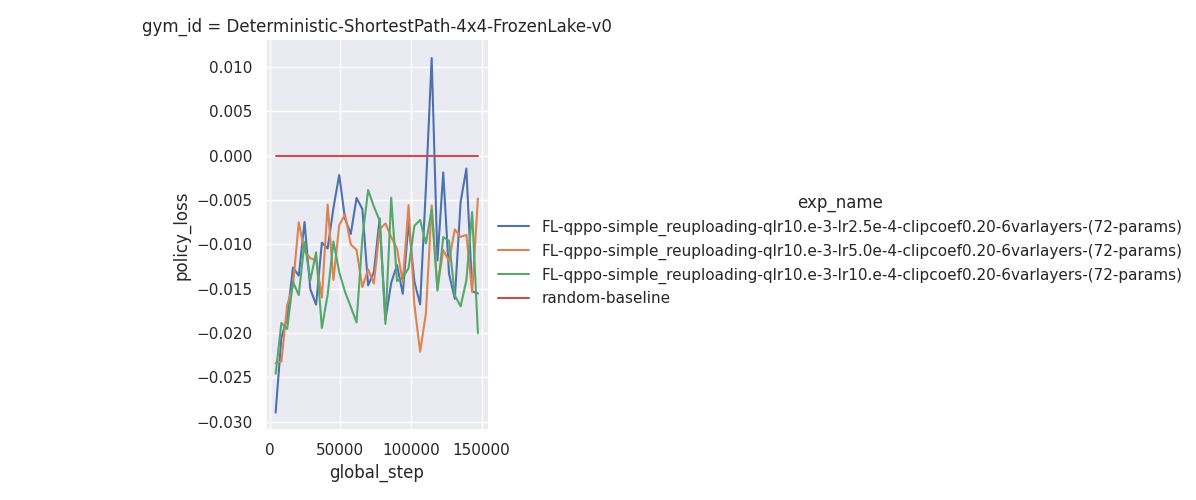 gym_id = Deterministic-ShortestPath-4x4-FrozenLake-v0
0.010
0.005
0.000
−0.005
−0.010
−0.015
−0.020
−0.025
−0.030
policy_loss
0
50000
100000
150000
global_step
exp_name
FL-qppo-simple_reuploading-qlr10.e-3-lr2.5e-4-clipcoef0.20-6varlayers-(72-params)
FL-qppo-simple_reuploading-qlr10.e-3-lr5.0e-4-clipcoef0.20-6varlayers-(72-params)
FL-qppo-simple_reuploading-qlr10.e-3-lr10.e-4-clipcoef0.20-6varlayers-(72-params)
random-baseline